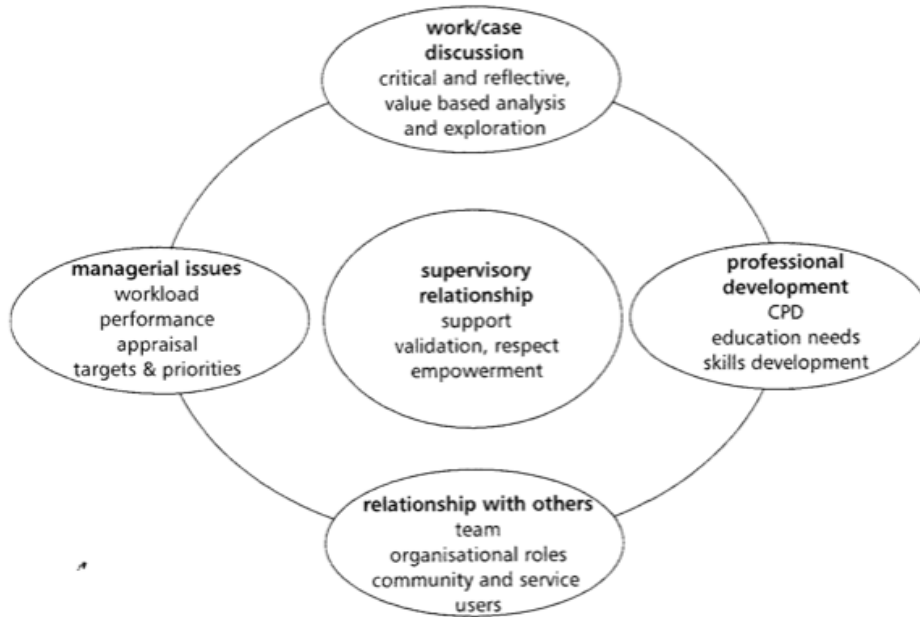 work/case
discussion
critical and reflective,
value based analysis
and exploration
managerial issues
workload
performance
appraisal
targets & priorities
supervisory
relationship
support
validation, respect
empowerment
professional
development
CPD
education needs
skills development
relationship with others
team
organisational roles
community and service
users